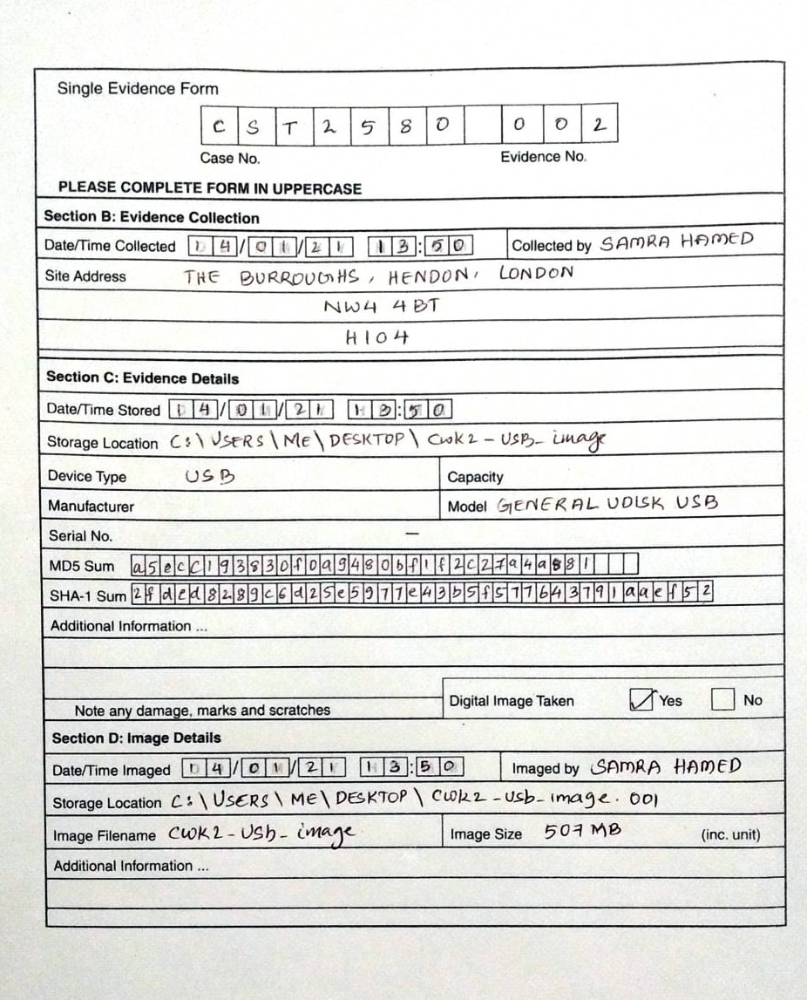 Single Evidence Form
C S T 2 5 8 0 0 0 2
Case No. Evidence No.
PLEASE COMPLETE FORM IN UPPERCASE
Section B: Evidence Collection
Date/Time Collected 14/01/21 13:50 Collected by SAMRA HAMED
Site Address THE BURROUGHS, HENDON, LONDON
NW4 4BT
H104
Section C: Evidence Details
Date/Time Stored 14/01/21 13:50
Storage Location C:\USERS\ME\DESKTOP\CWK2-USB-image
Device Type USB Capacity
Manufacturer Model GENERAL UDISK USB
Serial No. —
MD5 Sum a5ecc193830f0a9480bf1f2c27a4a881
SHA-1 Sum 2fded8289c6d25e5977e43b5f577643791aaef52
Additional Information ...
Note any damage, marks and scratches
Digital Image Taken Yes No
Section D: Image Details
Date/Time Imaged 14/01/21 13:50 Imaged by SAMRA HAMED
Storage Location C:\USERS\ME\DESKTOP\CWK2-usb-image.001
Image Filename CWK2-USb-image Image Size 507 MB (inc. unit)
Additional Information ...